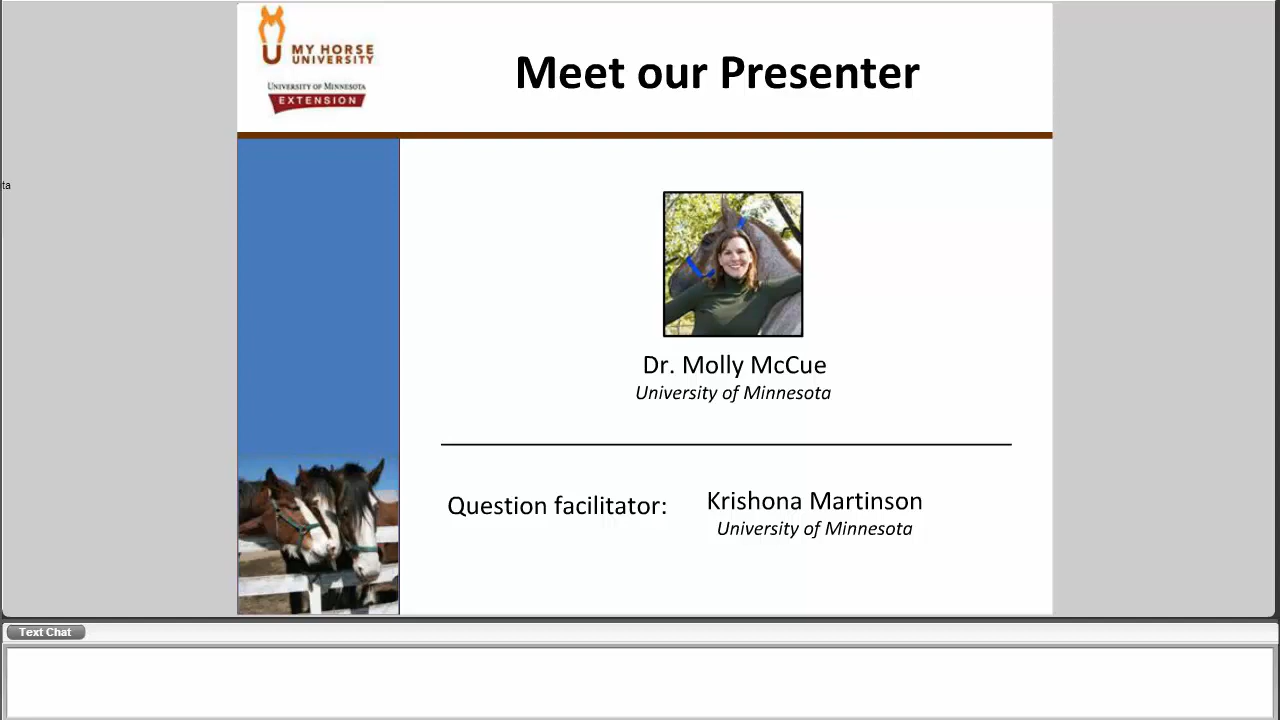 MY HORSE
UNIVERSITY
UNIVERSITY OF MINNESOTA
EXTENSION
Meet our Presenter
ta
Dr. Molly McCue
University of Minnesota
Question facilitator:
Krishona Martinson
University of Minnesota
Text Chat